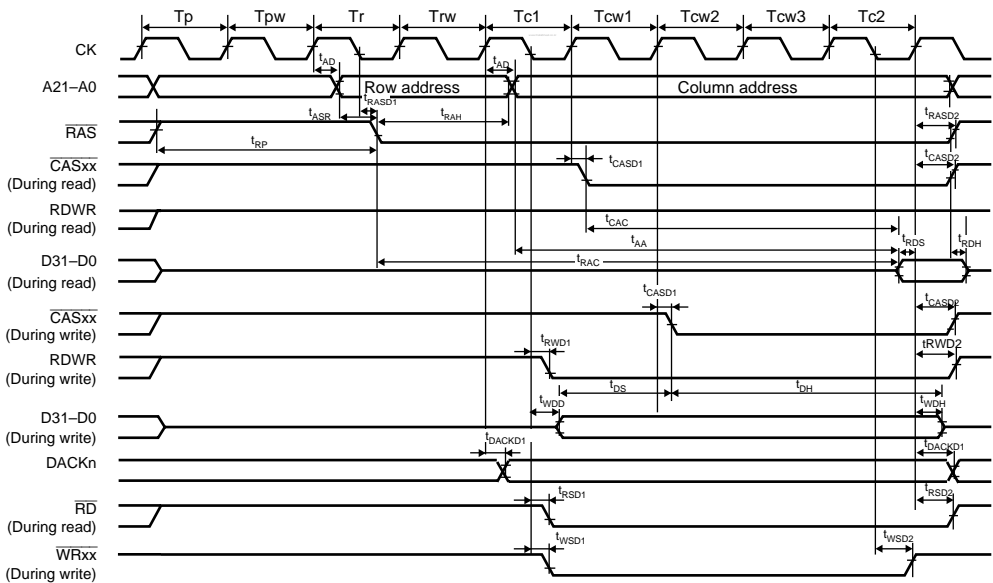 Tp Tpw Tr Trw Tc1 Tcw1 Tcw2 Tcw3 Tc2
CK
tAD tAD
A21–A0 Row address Column address
tRASD1
tASR tRAH tRASD2
RAS
tRP
CASxx tCASD1 tCASD2
(During read)
RDWR
(During read) tCAC
tAA tRDS tRDH
D31–D0 tRAC
(During read)
tCASD1 tCASD2
CASxx
(During write)
RDWR tRWD1 tRWD2
(During write)
tDS tDH
tWDD tWDH
D31–D0
(During write)
tDACKD1 tDACKD1
DACKn
tRSD1 tRSD2
RD
(During read)
tWSD1 tWSD2
WRxx
(During write)